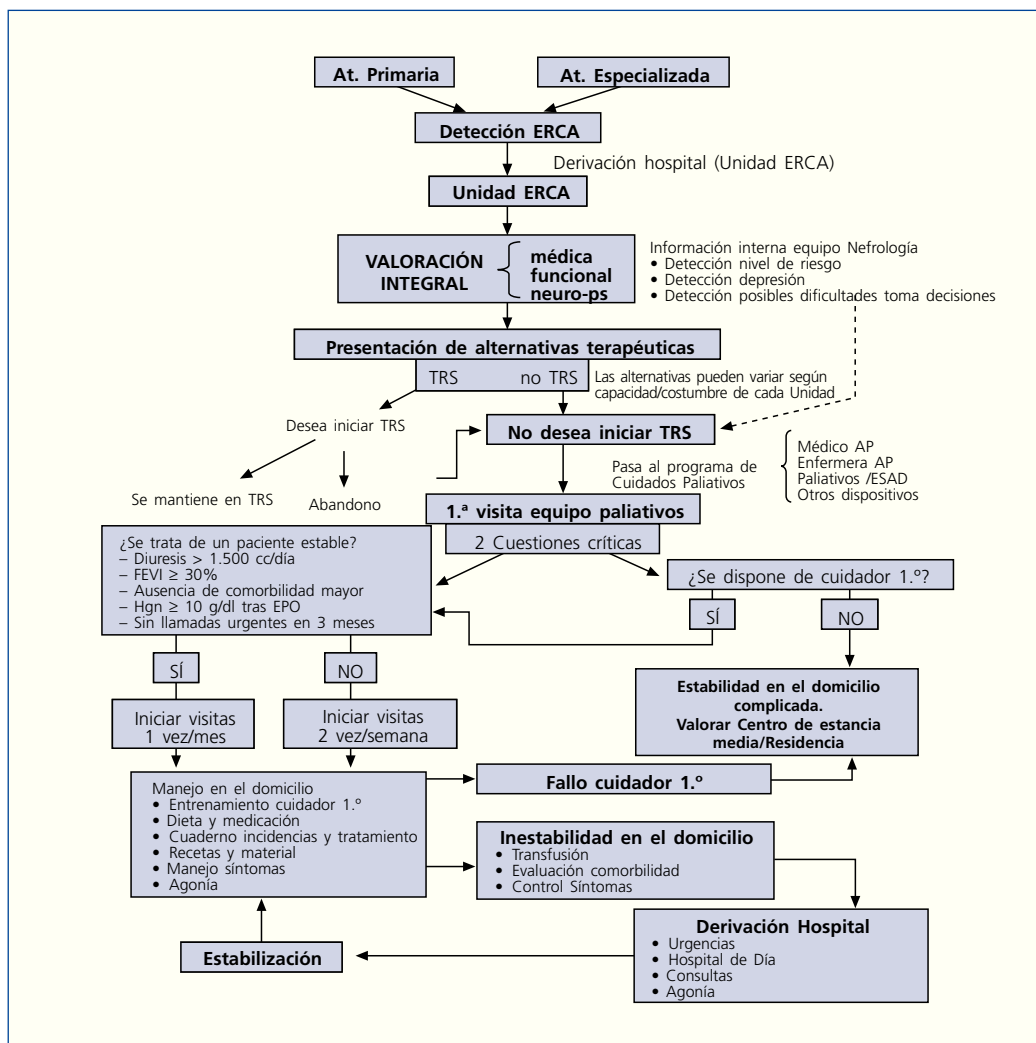 At. Primaria
At. Especializada
Detección ERCA
Derivación hospital (Unidad ERCA)
Unidad ERCA
VALORACIÓN
INTEGRAL
médica
funcional
neuro-ps
Información interna equipo Nefrología
• Detección nivel de riesgo
• Detección depresión
• Detección posibles dificultades toma decisiones
Presentación de alternativas terapéuticas
TRS no TRS
Las alternativas pueden variar según
capacidad/costumbre de cada Unidad
Desea iniciar TRS
No desea iniciar TRS
Se mantiene en TRS
Abandono
Pasa al programa de
Cuidados Paliativos
Médico AP
Enfermera AP
Paliativos /ESAD
Otros dispositivos
1.ª visita equipo paliativos
2 Cuestiones críticas
¿Se trata de un paciente estable?
– Diuresis > 1.500 cc/día
– FEVI ≥ 30%
– Ausencia de comorbilidad mayor
– Hgn ≥ 10 g/dl tras EPO
– Sin llamadas urgentes en 3 meses
¿Se dispone de cuidador 1.º?
SÍ
NO
SÍ
NO
Iniciar visitas
1 vez/mes
Iniciar visitas
2 vez/semana
Estabilidad en el domicilio
complicada.
Valorar Centro de estancia
media/Residencia
Manejo en el domicilio
• Entrenamiento cuidador 1.º
• Dieta y medicación
• Cuaderno incidencias y tratamiento
• Recetas y material
• Manejo síntomas
• Agonía
Fallo cuidador 1.º
Inestabilidad en el domicilio
• Transfusión
• Evaluación comorbilidad
• Control Síntomas
Derivación Hospital
• Urgencias
• Hospital de Día
• Consultas
• Agonía
Estabilización